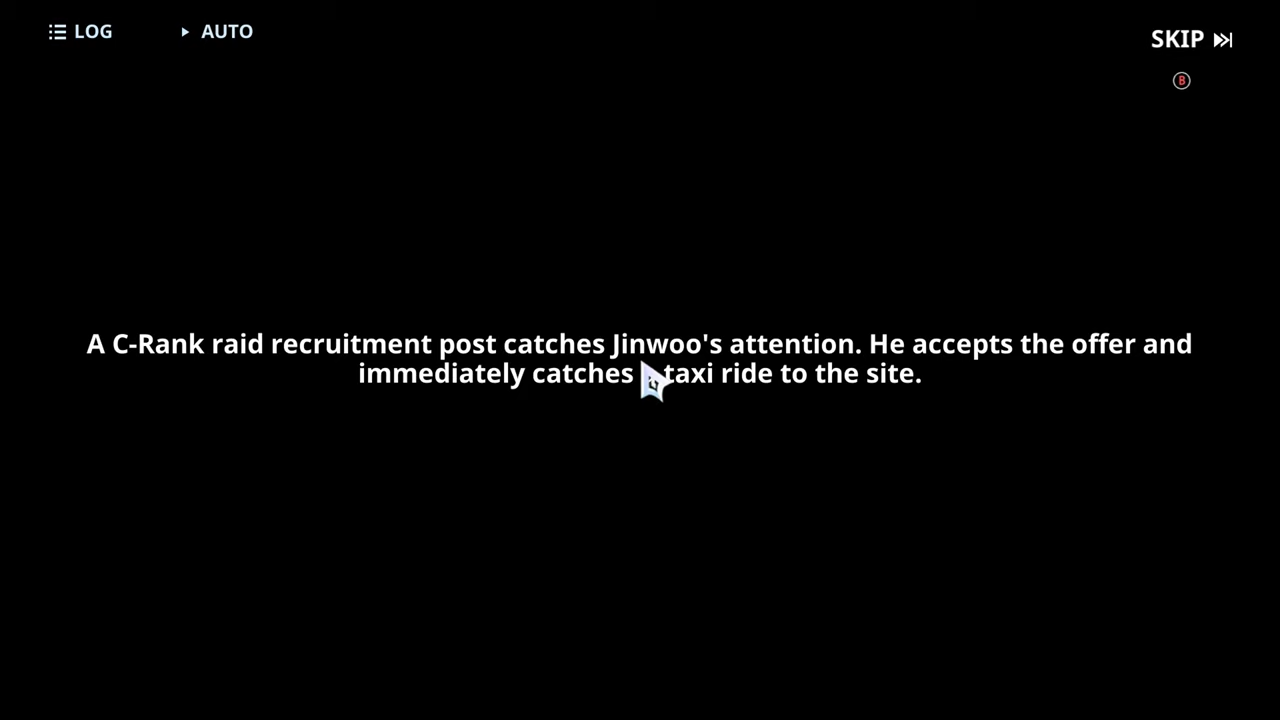 LOG
AUTO
SKIP
B
A C-Rank raid recruitment post catches Jinwoo's attention. He accepts the offer and
immediately catches taxi ride to the site.